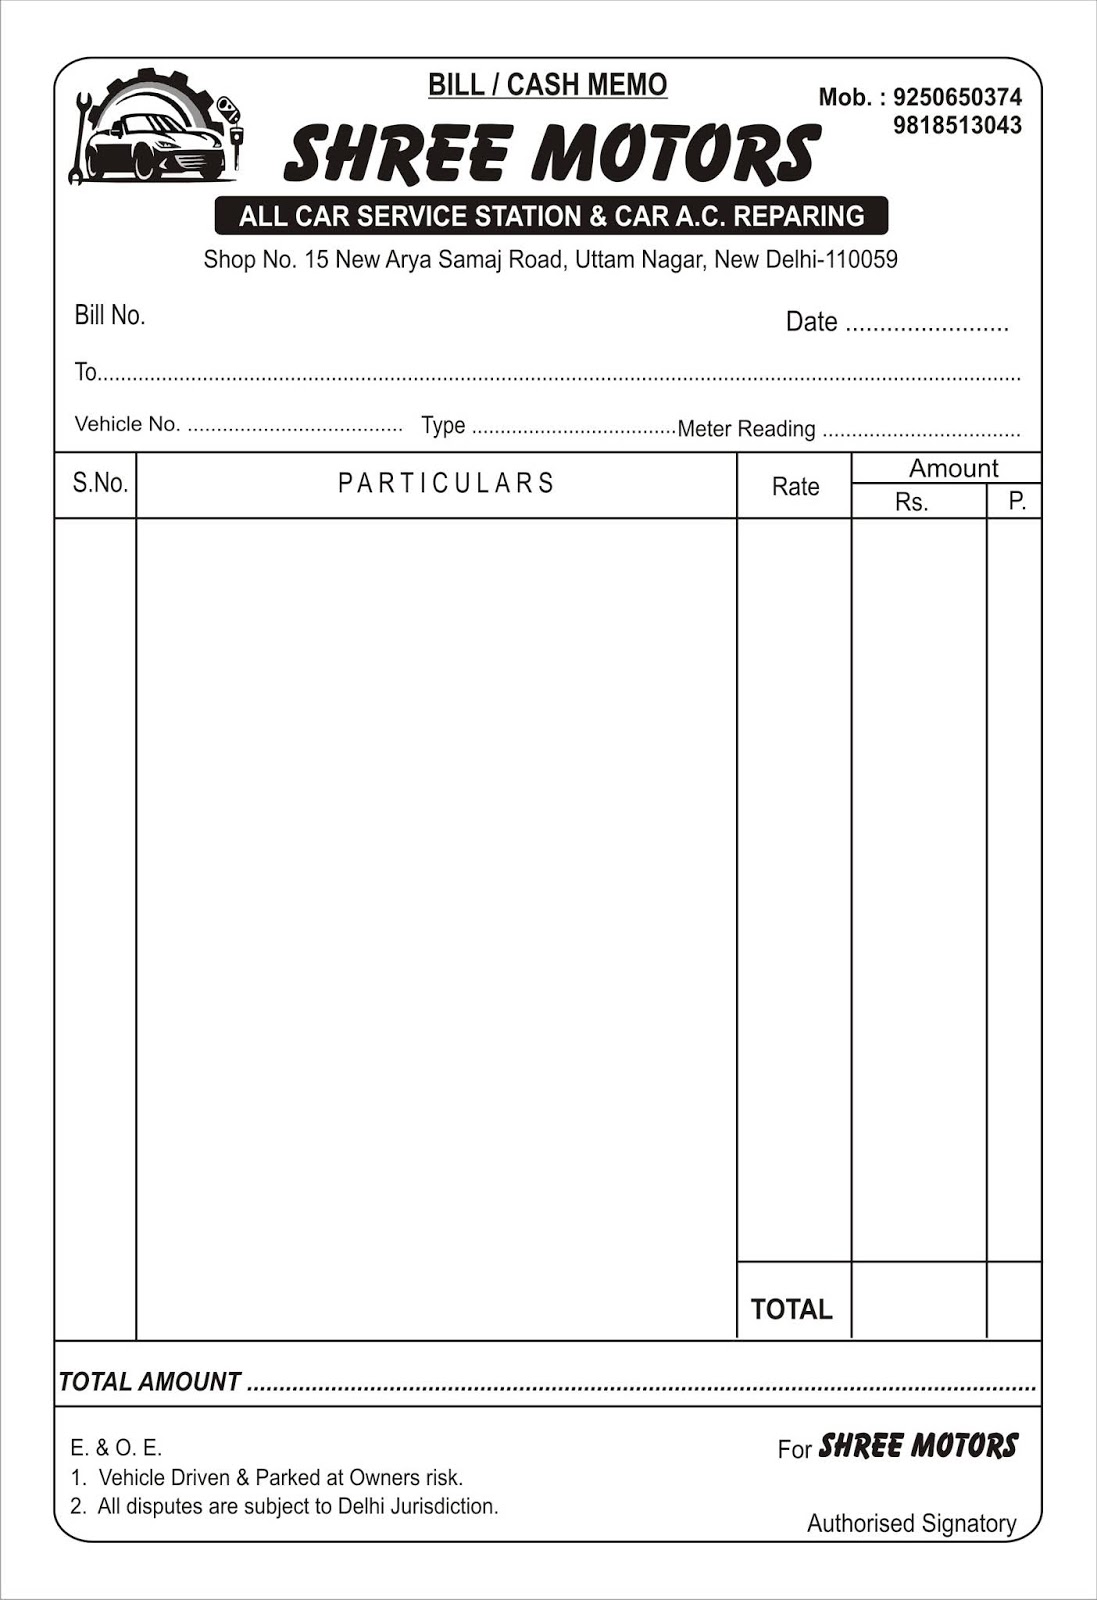 BILL / CASH MEMO
Mob. : 9250650374
9818513043
SHREE MOTORS
ALL CAR SERVICE STATION & CAR A.C. REPARING
Shop No. 15 New Arya Samaj Road, Uttam Nagar, New Delhi-110059
Bill No. Date ........................
To....................................................................................................................................
Vehicle No. ..................................... Type ..................................Meter Reading ..................................
S.No. PARTICULARS Rate Amount
Rs. P.
TOTAL
TOTAL AMOUNT ........................................................................................................................
E. & O. E.
For SHREE MOTORS
1. Vehicle Driven & Parked at Owners risk.
2. All disputes are subject to Delhi Jurisdiction.
Authorised Signatory